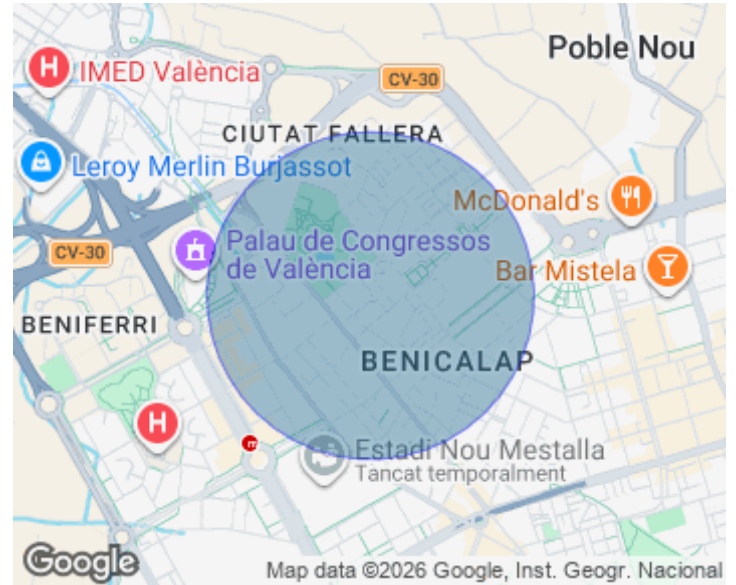 Poble Nou
H
IMED València
CV-30
CIUTAT FALLERA
Leroy Merlin Burjassot
McDonald's
CV-30
Palau de Congressos
de València
Bar Mistela
BENIFERRI
BENICALAP
H
Estadi Nou Mestalla
Tancat temporalment
Google
Map data ©2026 Google, Inst. Geogr. Nacional